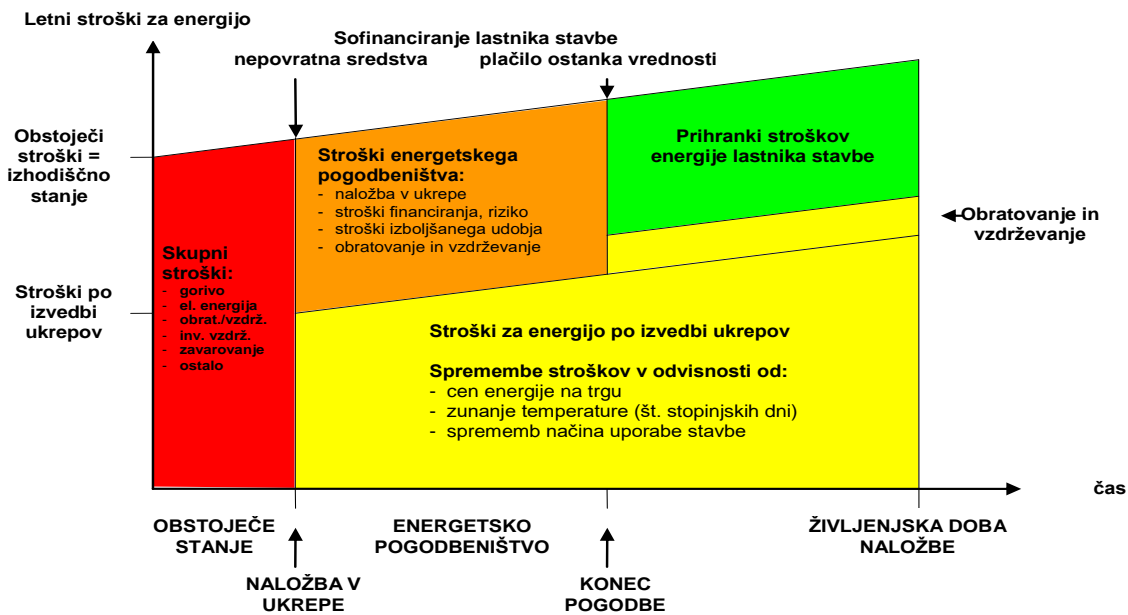 Letni stroški za energijo
Sofinanciranje lastnika stavbe
nepovratna sredstva
plačilo ostanka vrednosti
Obstoječi
stroški =
izhodiščno
stanje
Stroški po
izvedbi
ukrepov
Skupni
stroški:
- gorivo
- el. energija
- obrat./vzdrž.
- inv. vzdrž.
- zavarovanje
- ostalo
Stroški energetskega
pogodbeništva:
- naložba v ukrepe
- stroški financiranja, riziko
- stroški izboljšanega udobja
- obratovanje in vzdrževanje
Prihranki stroškov
energije lastnika stavbe
Obratovanje in
vzdrževanje
Stroški za energijo po izvedbi ukrepov
Spremembe stroškov v odvisnosti od:
- cen energije na trgu
- zunanje temperature (št. stopinjskih dni)
- sprememb načina uporabe stavbe
čas
OBSTOJEČE
STANJE
ENERGETSKO
POGODBENIŠTVO
ŽIVLJENJSKA DOBA
NALOŽBE
NALOŽBA V
UKREPE
KONEC
POGODBE